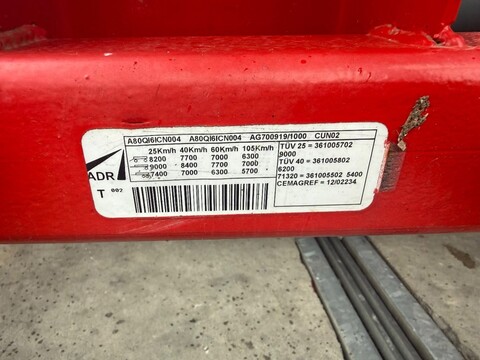 A80QI6ICN004 A80QI6ICN004 AG700919/1000 CUN02
25Km/h 40Km/h 60Km/h 105Km/h
8200 7700 7000 6300
9000 8400 7700 7000
7400 7000 6300 5700
ADR
T 002
TÜV 25 = 361005702
9000
TÜV 40 = 361005802
6200
71320 = 361005502 5400
CEMAGREF = 12/02234